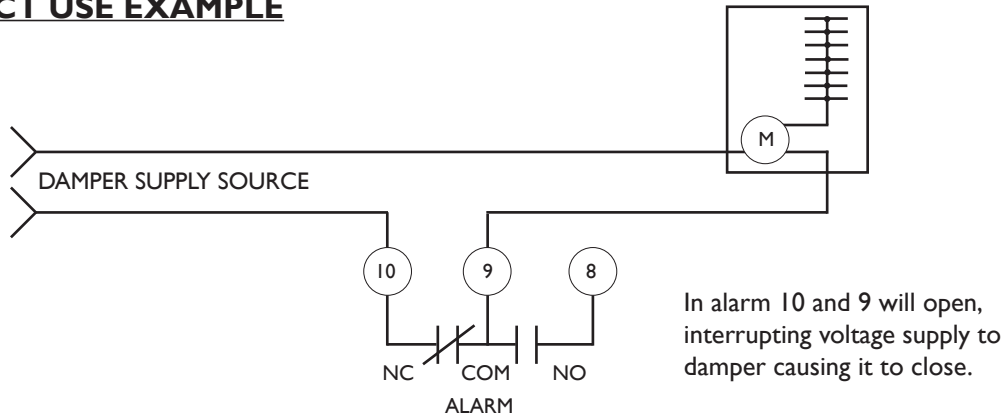 USE EXAMPLE
M
DAMPER SUPPLY SOURCE
10 9 8
In alarm 10 and 9 will open,
interrupting voltage supply to
damper causing it to close.
NC COM NO
ALARM